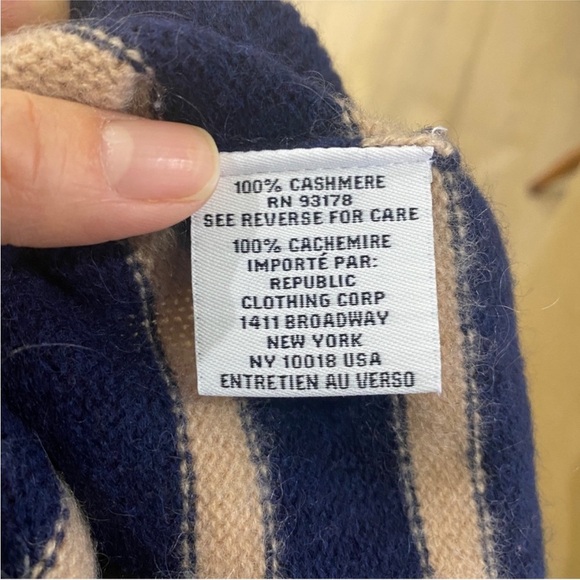 100% CASHMERE
RN 93178
SEE REVERSE FOR CARE
100% CACHEMIRE
IMPORTÉ PAR:
REPUBLIC
CLOTHING CORP
1411 BROADWAY
NEW YORK
NY 10018 USA
ENTRETIEN AU VERSO